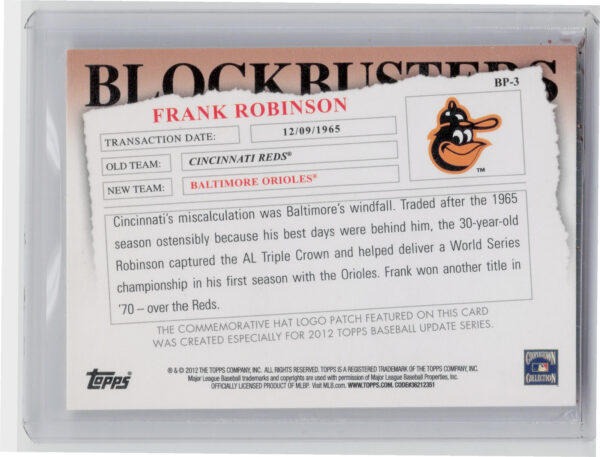 BLOCKBUSTERS
BP-3
FRANK ROBINSON
TRANSACTION DATE: 12/09/1965
OLD TEAM: CINCINNATI REDS®
NEW TEAM: BALTIMORE ORIOLES®
TM
Cincinnati's miscalculation was Baltimore's windfall. Traded after the 1965
season ostensibly because his best days were behind him, the 30-year-old
Robinson captured the AL Triple Crown and helped deliver a World Series
championship in his first season with the Orioles. Frank won another title in
'70 – over the Reds.
THE COMMEMORATIVE HAT LOGO PATCH FEATURED ON THIS CARD
WAS CREATED ESPECIALLY FOR 2012 TOPPS BASEBALL UPDATE SERIES.
topps
® & © 2012 THE TOPPS COMPANY, INC. ALL RIGHTS RESERVED. TOPPS IS A REGISTERED TRADEMARK OF THE TOPPS COMPANY, INC.
Major League Baseball trademarks and copyrights are used with permission of Major League Baseball Properties, Inc.
OFFICIALLY LICENSED PRODUCT OF MLBP. Visit MLB.com. WWW.TOPPS.COM. CODE#36212351
COOPERSTOWN
COLLECTION